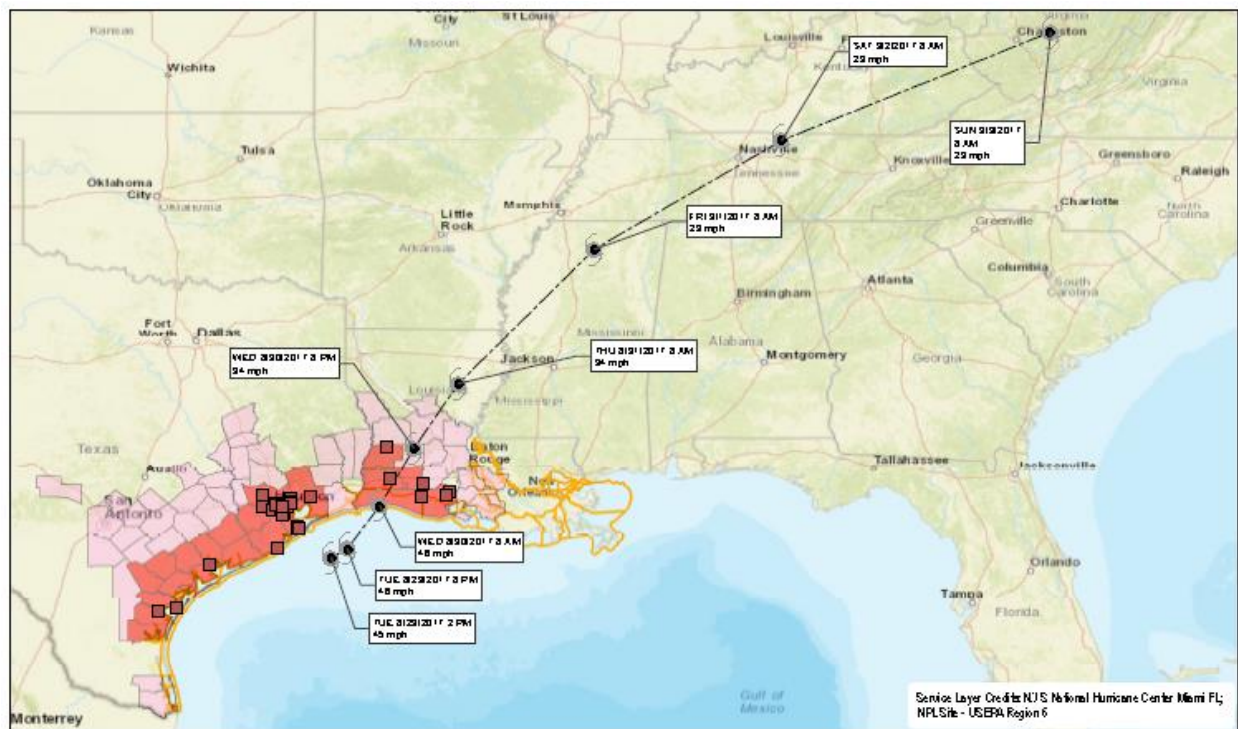 City
St Louis
Kansas
Missouri
Louisville
Kentucky
Virginia
Wichita
Virginia
SAT 9/2/2017 8 AM
29 mph
SUN 9/3/2017
8 AM
29 mph
Tulsa
Nashville
Tennessee
Knoxville
Greensboro
Raleigh
Oklahoma
City
Oklahoma
Little
Rock
Arkansas
Memphis
FRI 9/1/2017 8 AM
29 mph
Charlotte
North
Carolina
Greenville
Columbia
South
Carolina
Atlanta
Birmingham
Fort
Worth
Dallas
Mississippi
Alabama
Georgia
WED 8/30/2017 8 PM
34 mph
THU 8/31/2017 8 AM
34 mph
Jackson
Montgomery
Louisiana
Mississippi
Texas
Austin
Baton
Rouge
New
Orleans
Tallahassee
Jacksonville
San
Antonio
WED 8/30/2017 8 AM
46 mph
TUE 8/29/2017 8 PM
46 mph
TUE 8/29/2017 2 PM
45 mph
Orlando
Tampa
Florida
Gulf of
Mexico
Monterrey
Service Layer Credits: National Hurricane Center Miami FL;
NPL Site - USEPA Region 6